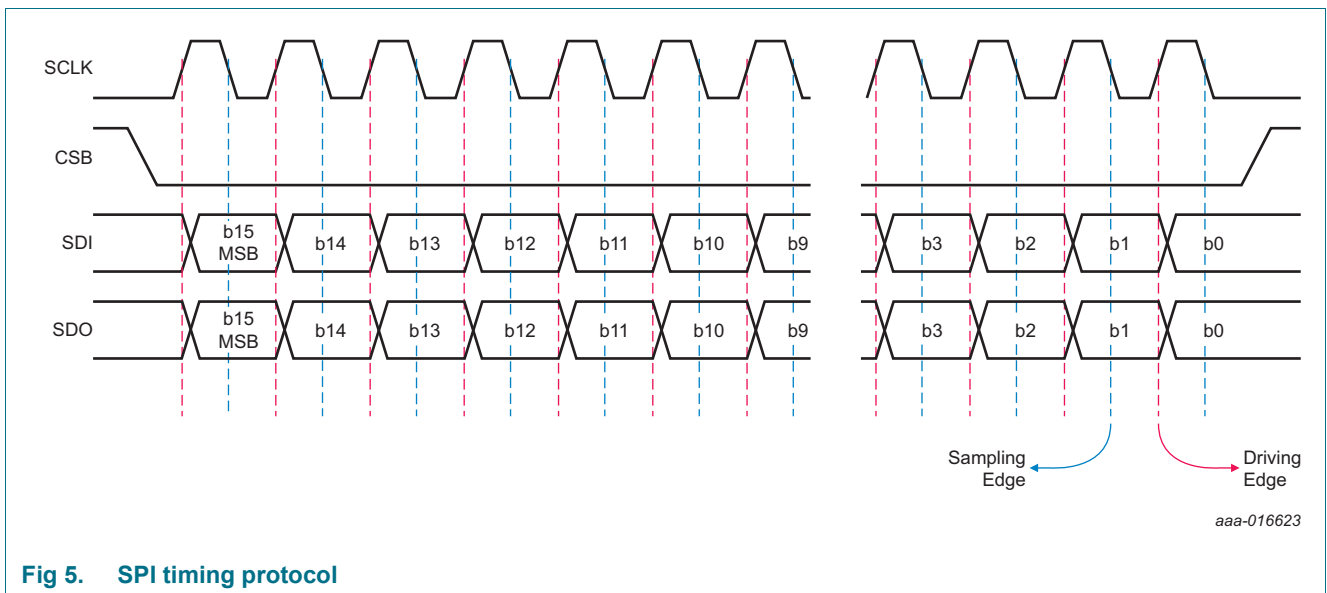 SCLK
CSB
SDI
b15
MSB
b14
b13
b12
b11
b10
b9
b3
b2
b1
b0
SDO
b15
MSB
b14
b13
b12
b11
b10
b9
b3
b2
b1
b0
Sampling
Edge
Driving
Edge
aaa-016623
Fig 5. SPI timing protocol